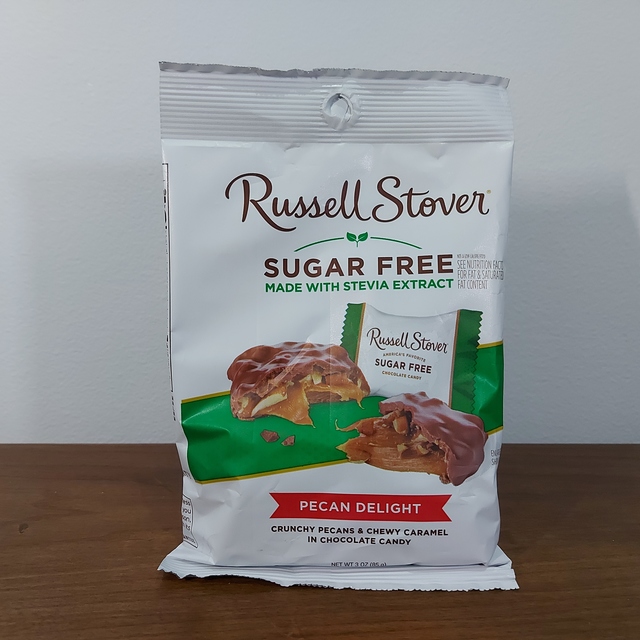 Russell Stover
SUGAR FREE
MADE WITH STEVIA EXTRACT
SEE NUTRITION FACTS
FOR FAT & SATURATED
FAT CONTENT
Russell Stover
AMERICA'S FAVORITE
SUGAR FREE
CHOCOLATE CANDY
PECAN DELIGHT
CRUNCHY PECANS & CHEWY CARAMEL
IN CHOCOLATE CANDY
NET WT 3 OZ (85 g)